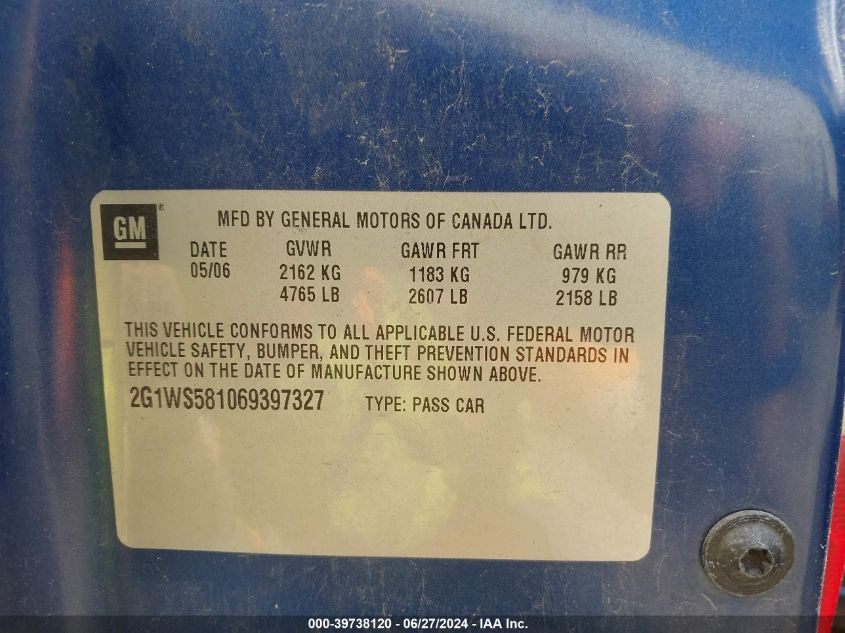 GM®
MFD BY GENERAL MOTORS OF CANADA LTD.
DATE GVWR GAWR FRT GAWR RR
05/06 2162 KG 1183 KG 979 KG
4765 LB 2607 LB 2158 LB
THIS VEHICLE CONFORMS TO ALL APPLICABLE U.S. FEDERAL MOTOR
VEHICLE SAFETY, BUMPER, AND THEFT PREVENTION STANDARDS IN
EFFECT ON THE DATE OF MANUFACTURE SHOWN ABOVE.
2G1WS581069397327 TYPE: PASS CAR
000-39738120 - 06/27/2024 - IAA Inc.